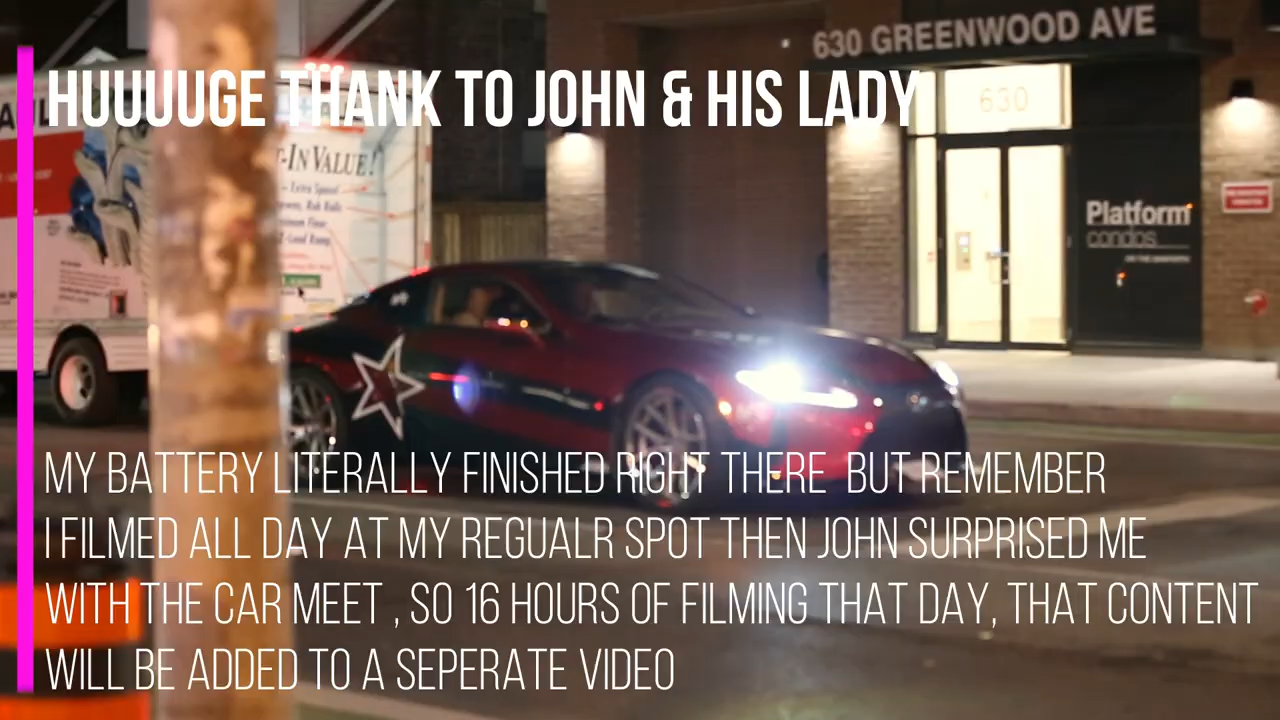 630 GREENWOOD AVE
HUUUUGE THANK TO JOHN & HIS LADY
630
-IN VALUE!
Platform
condos
MY BATTERY LITERALLY FINISHED RIGHT THERE BUT REMEMBER
I FILMED ALL DAY AT MY REGUALR SPOT THEN JOHN SURPRISED ME
WITH THE CAR MEET , SO 16 HOURS OF FILMING THAT DAY, THAT CONTENT
WILL BE ADDED TO A SEPERATE VIDEO